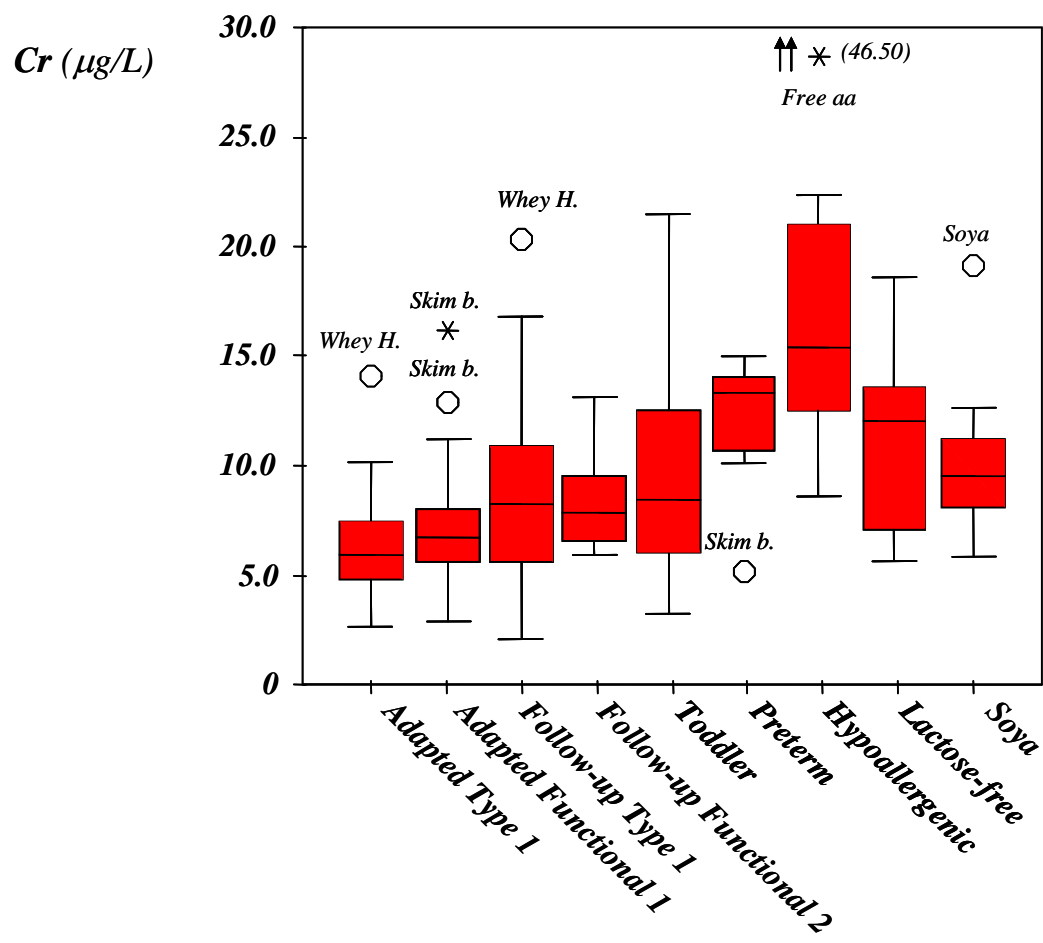 30.0
Cr (µg/L)
(46.50)
Free aa
25.0
Whey H.
20.0
Soya
Skim b.
Whey H.
15.0
Skim b.
10.0
Skim b.
5.0
0
Adapted Type 1
Adapted Functional 1
Follow-up Type 1
Follow-up Functional 2
Toddler
Preterm
Hypoallergenic
Lactose-free
Soya